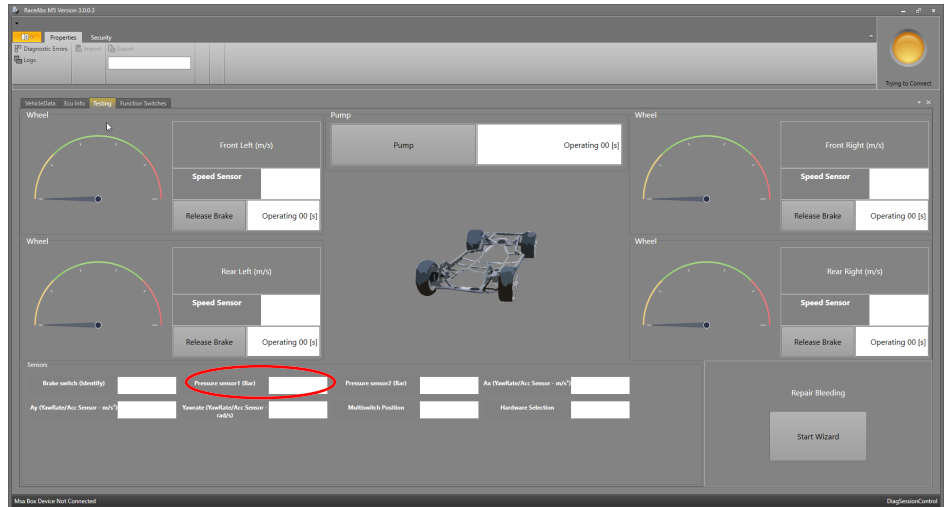 RaceAbs M5 Version 3.0.0.3
Properties
Security
Diagnostic Errors
Import
Export
Logs
Trying to Connect
VehicleData
Ecu Info
Testing
Function Switches
Wheel
Front Left (m/s)
Speed Sensor
Release Brake
Operating 00 [s]
Pump
Pump
Operating 00 [s]
Wheel
Front Right (m/s)
Speed Sensor
Release Brake
Operating 00 [s]
Wheel
Rear Left (m/s)
Speed Sensor
Release Brake
Operating 00 [s]
Wheel
Rear Right (m/s)
Speed Sensor
Release Brake
Operating 00 [s]
Sensors
Brake switch (Identify)
Pressure sensor1 (Bar)
Pressure sensor2 (Bar)
Ax (YawRate/Acc Sensor - m/s²)
Ay (YawRate/Acc Sensor - m/s²)
Yawrate (YawRate/Acc Sensor -
rad/s)
Multiswitch Position
Hardware Selection
Repair Bleeding
Start Wizard
Msa Box Device Not Connected
DiagSessionControl